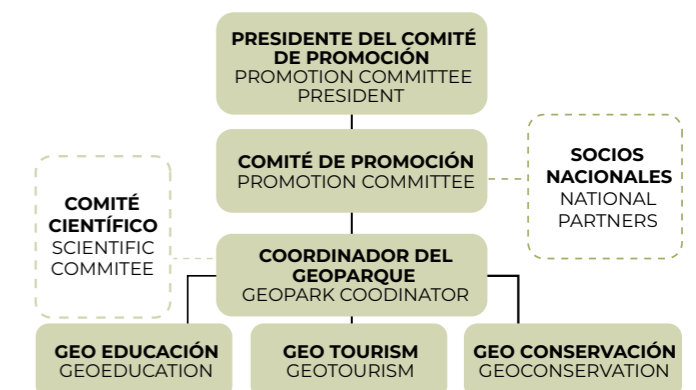 PRESIDENTE DEL COMITÉ
DE PROMOCIÓN
PROMOTION COMMITTEE
PRESIDENT
COMITÉ DE PROMOCIÓN
PROMOTION COMMITTEE
SOCIOS
NACIONALES
NATIONAL
PARTNERS
COMITÉ
CIENTÍFICO
SCIENTIFIC
COMMITEE
COORDINADOR DEL
GEOPARQUE
GEOPARK COODINATOR
GEO EDUCACIÓN
GEOEDUCATION
GEO TOURISM
GEOTOURISM
GEO CONSERVACIÓN
GEOCONSERVATION